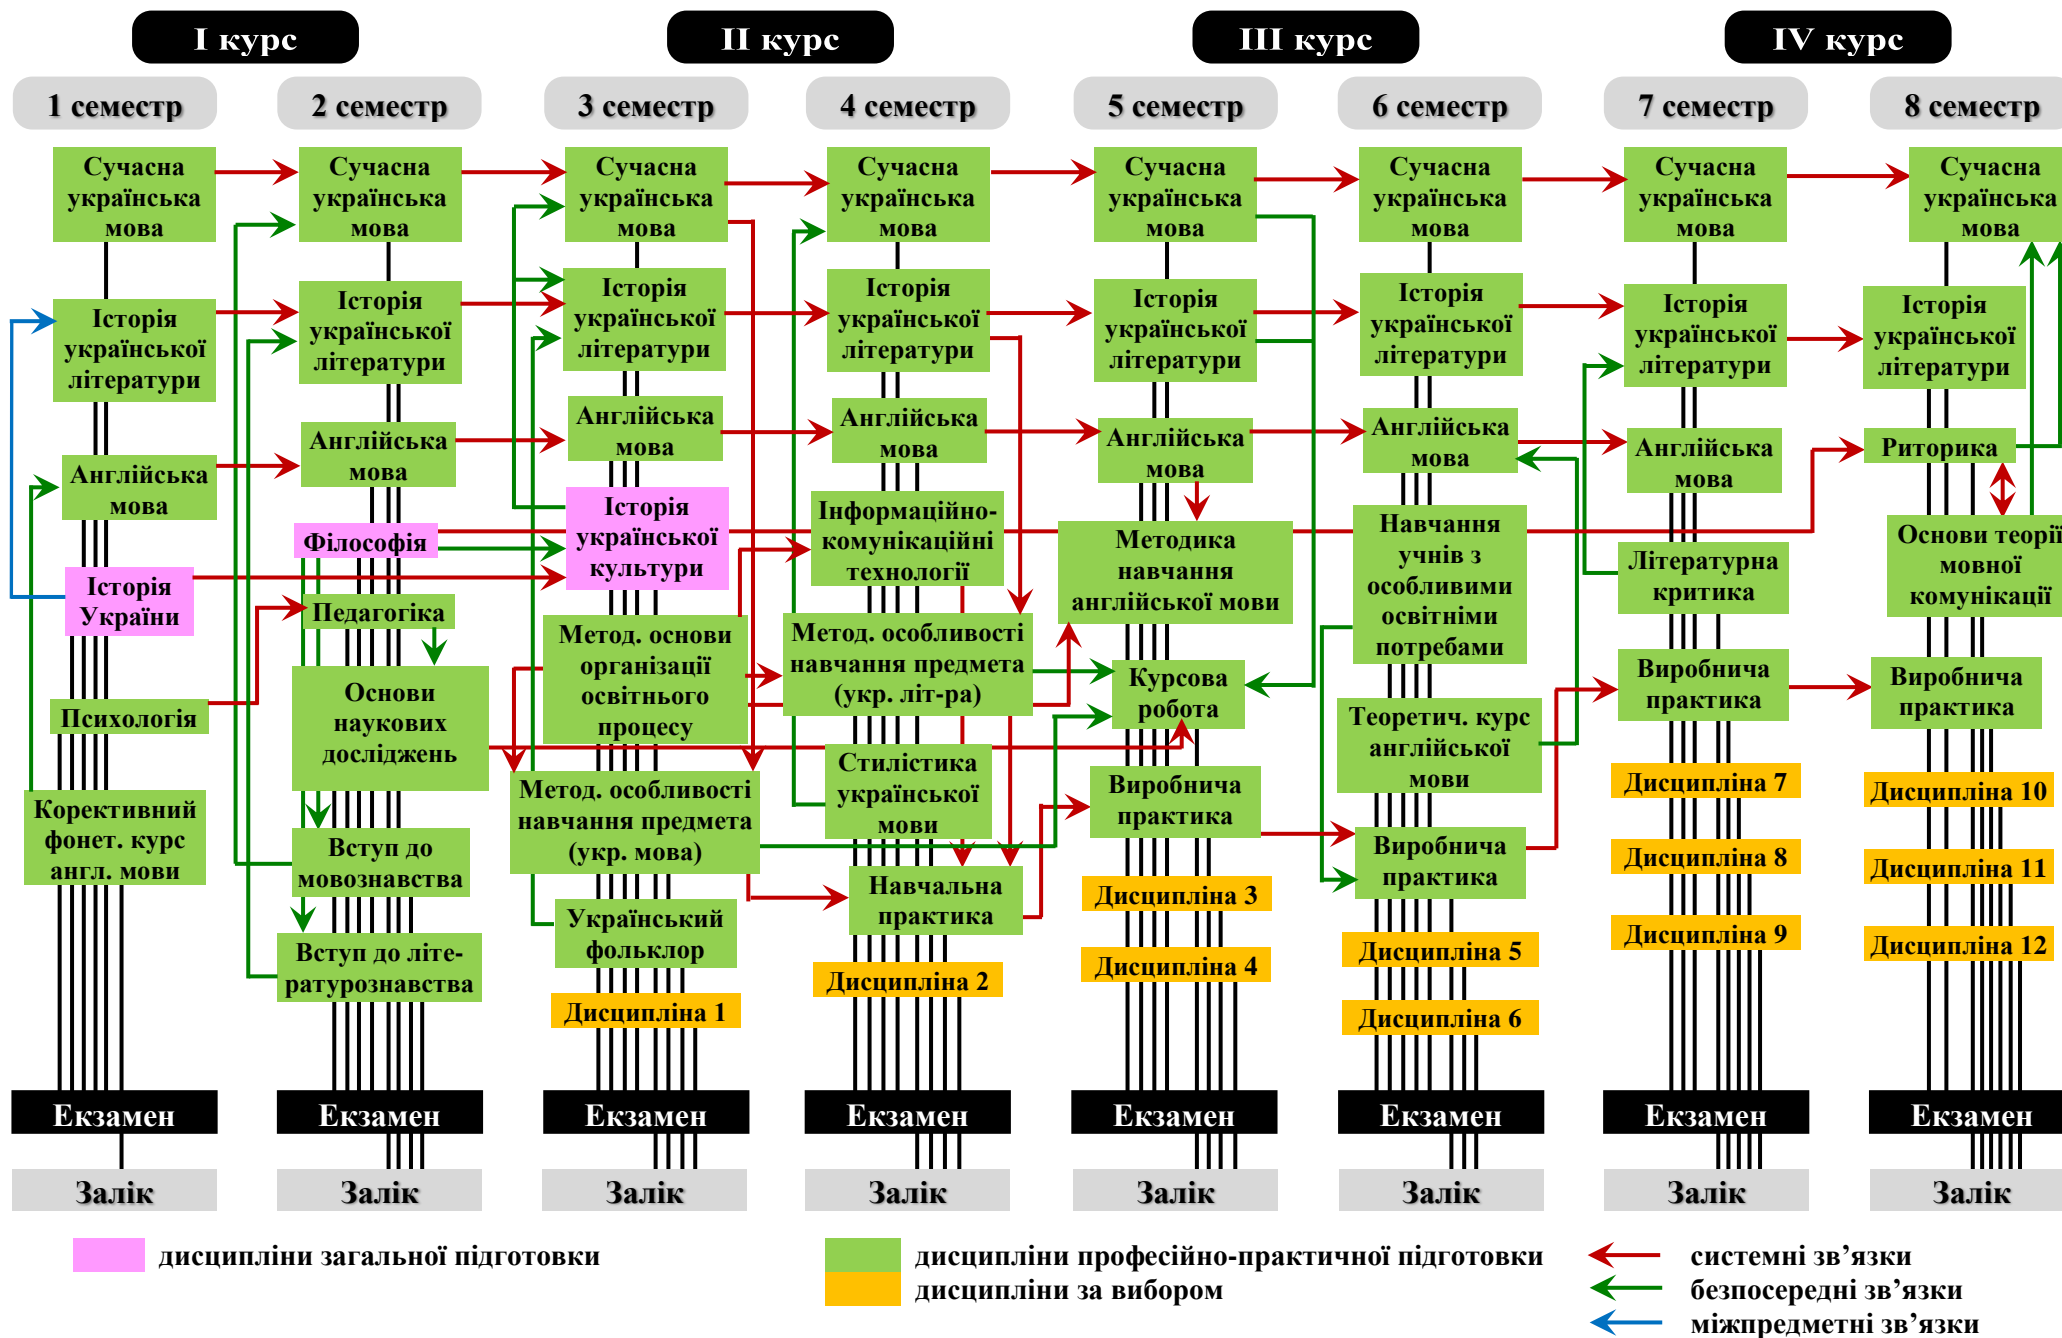 I курс
II курс
III курс
IV курс
1 семестр
2 семестр
3 семестр
4 семестр
5 семестр
6 семестр
7 семестр
8 семестр
Сучасна
українська
мова
Історія
української
літератури
Англійська
мова
Історія
України
Психологія
Корективний
фонет. курс
англ. мови
Екзамен
Залік
Сучасна
українська
мова
Історія
української
літератури
Англійська
мова
Філософія
Педагогіка
Основи
наукових
досліджень
Вступ до
мовознавства
Вступ до літе-
ратурознавства
Екзамен
Залік
Сучасна
українська
мова
Історія
української
літератури
Англійська
мова
Історія
української
культури
Метод. основи
організації
освітнього
процесу
Метод. особливості
навчання предмета
(укр. мова)
Український
фольклор
Дисципліна 1
Екзамен
Залік
Сучасна
українська
мова
Історія
української
літератури
Англійська
мова
Інформаційно-
комунікаційні
технології
Метод. особливості
навчання предмета
(укр. літ-ра)
Стилістика
української
мови
Навчальна
практика
Дисципліна 2
Екзамен
Залік
Сучасна
українська
мова
Історія
української
літератури
Англійська
мова
Методика
навчання
англійської мови
Курсова
робота
Виробнича
практика
Дисципліна 3
Дисципліна 4
Екзамен
Залік
Сучасна
українська
мова
Історія
української
літератури
Англійська
мова
Навчання
учнів з
особливими
освітніми
потребами
Теоретич. курс
англійської
мови
Виробнича
практика
Дисципліна 5
Дисципліна 6
Екзамен
Залік
Сучасна
українська
мова
Історія
української
літератури
Англійська
мова
Літературна
критика
Виробнича
практика
Дисципліна 7
Дисципліна 8
Дисципліна 9
Екзамен
Залік
Сучасна
українська
мова
Історія
української
літератури
Риторика
Основи теорії
мовної
комунікації
Виробнича
практика
Дисципліна 10
Дисципліна 11
Дисципліна 12
Екзамен
Залік
дисципліни загальної підготовки
дисципліни професійно-практичної підготовки
дисципліни за вибором
системні зв’язки
безпосередні зв’язки
міжпредметні зв’язки